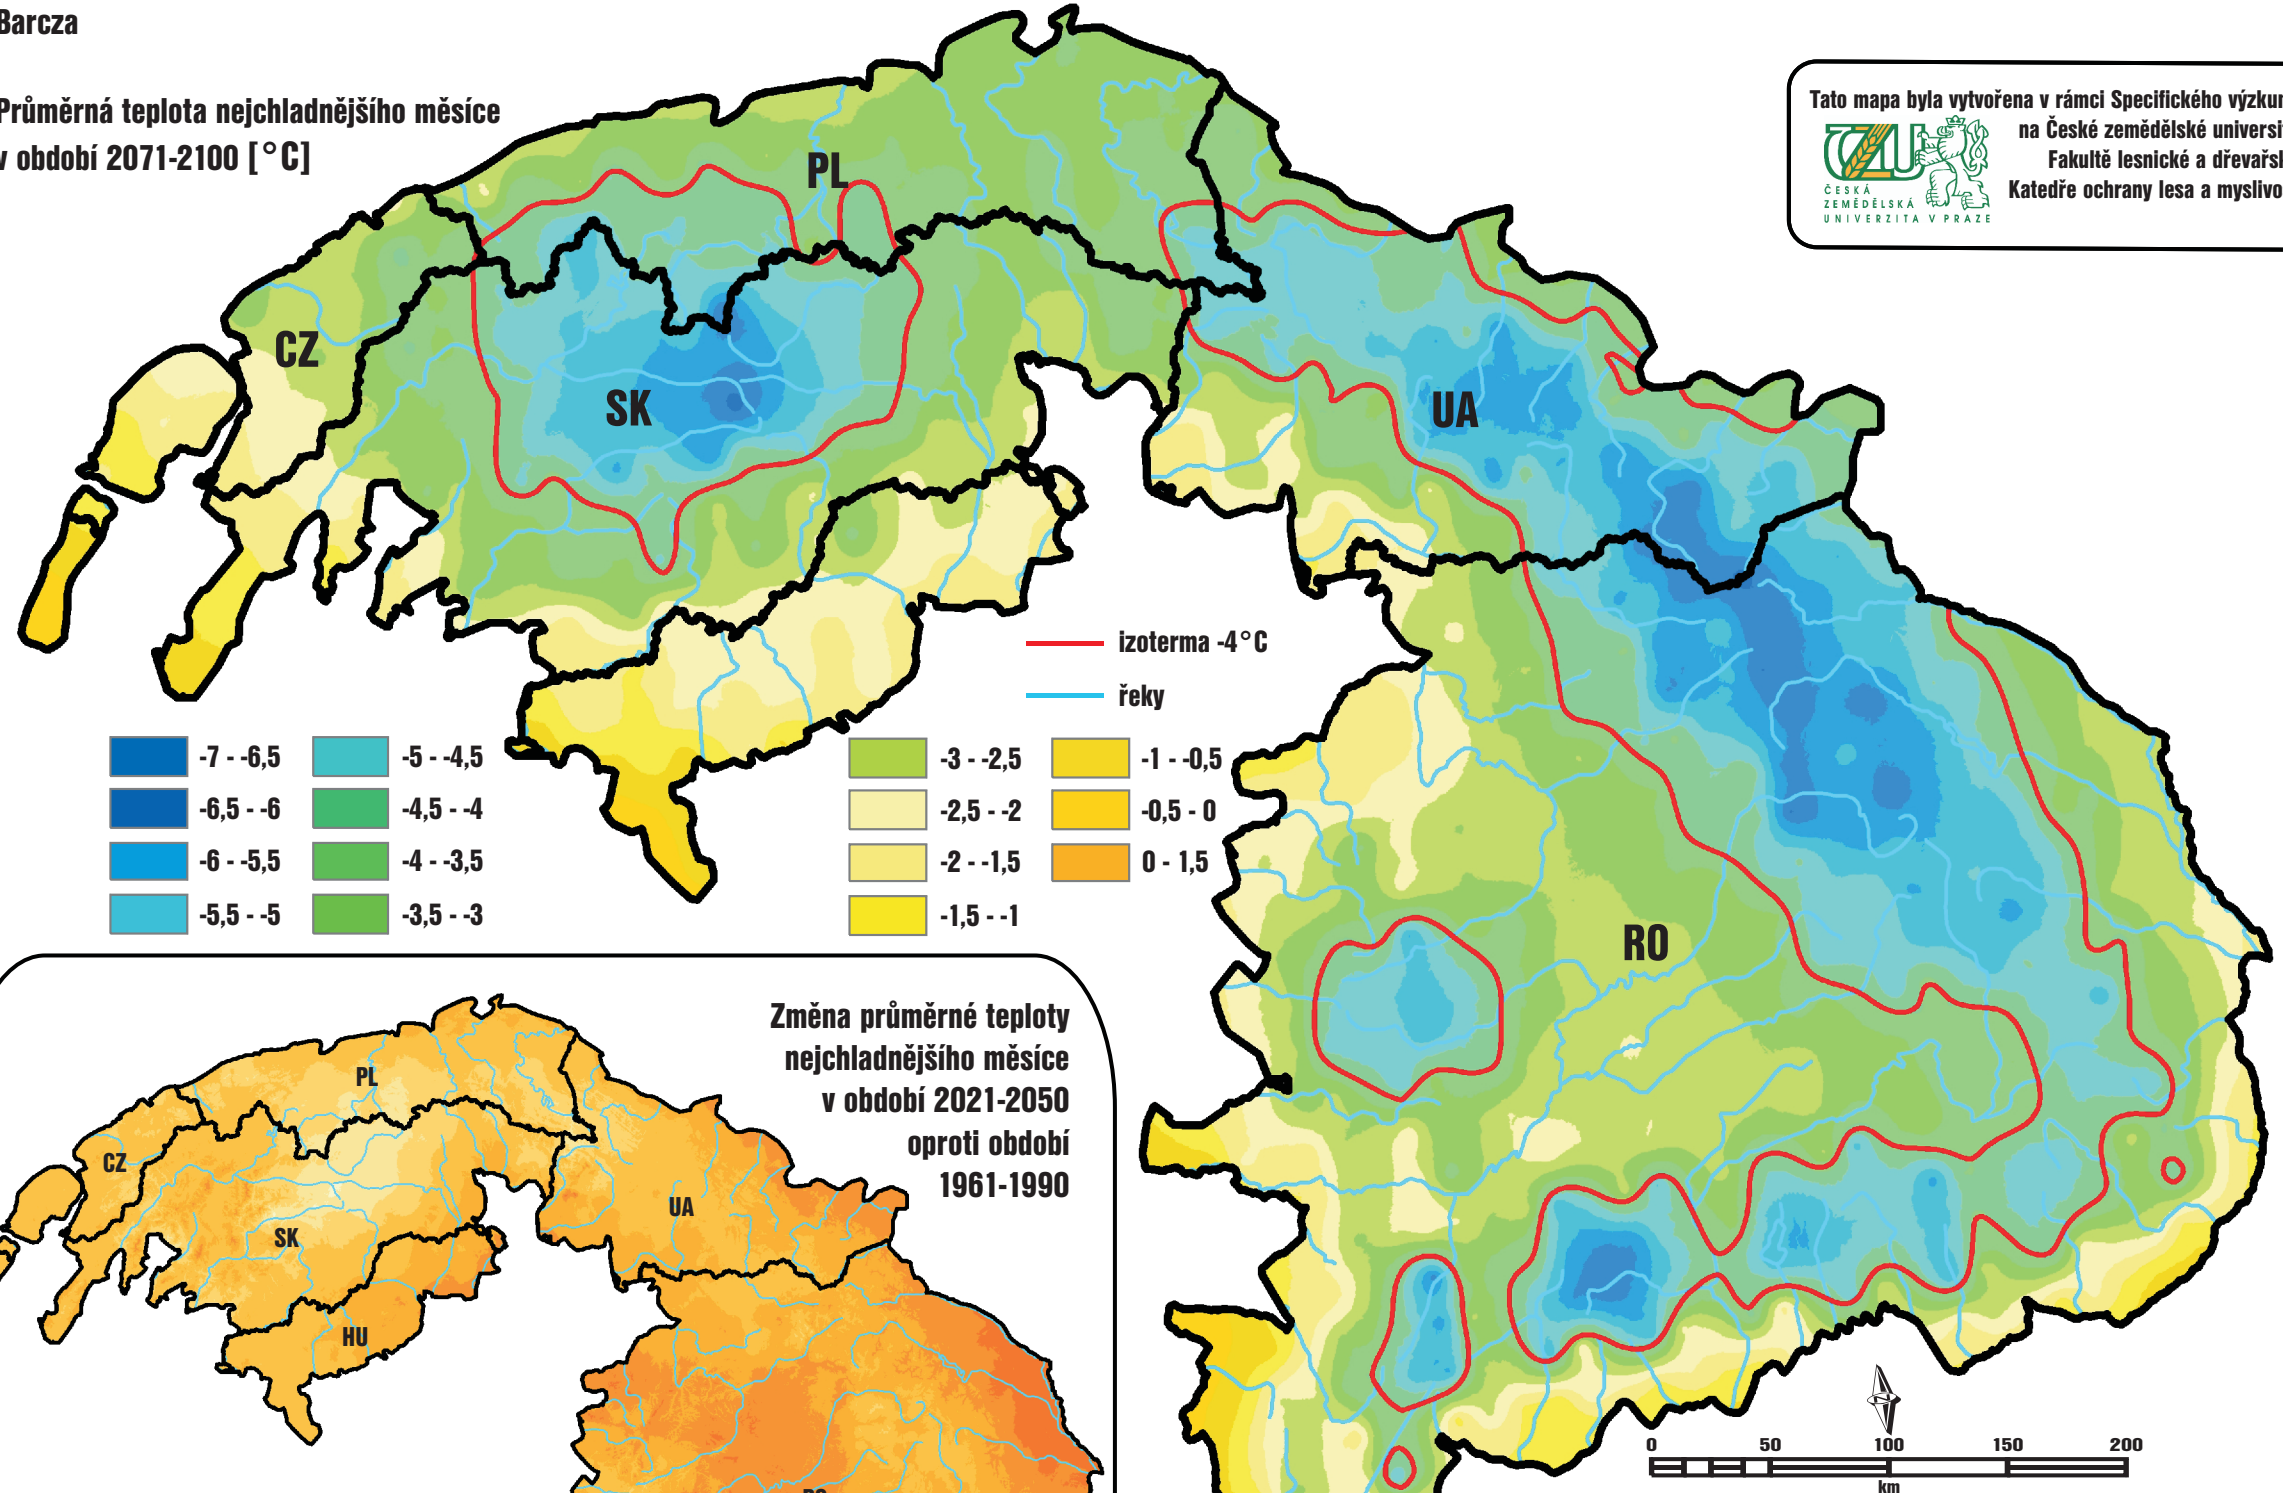 Barcza
Průměrná teplota nejchladnějšího měsíce
v období 2071-2100 [°C]
Tato mapa byla vytvořena v rámci Specifického
na České zemědělské
Fakultě lesnické a
Katedře ochrany lesa a
ČESKÁ
ZEMĚDĚLSKÁ
UNIVERZITA V PRAZE
PL
CZ
SK
UA
RO
izoterma -4°C
řeky
-7 - -6,5
-6,5 - -6
-6 - -5,5
-5,5 - -5
-5 - -4,5
-4,5 - -4
-4 - -3,5
-3,5 - -3
-3 - -2,5
-2,5 - -2
-2 - -1,5
-1,5 - -1
-1 - -0,5
-0,5 - 0
0 - 1,5
Změna průměrné teploty
nejchladnějšího měsíce
v období 2021-2050
oproti období
1961-1990
PL
CZ
SK
UA
HU
0 50 100 150 200
km